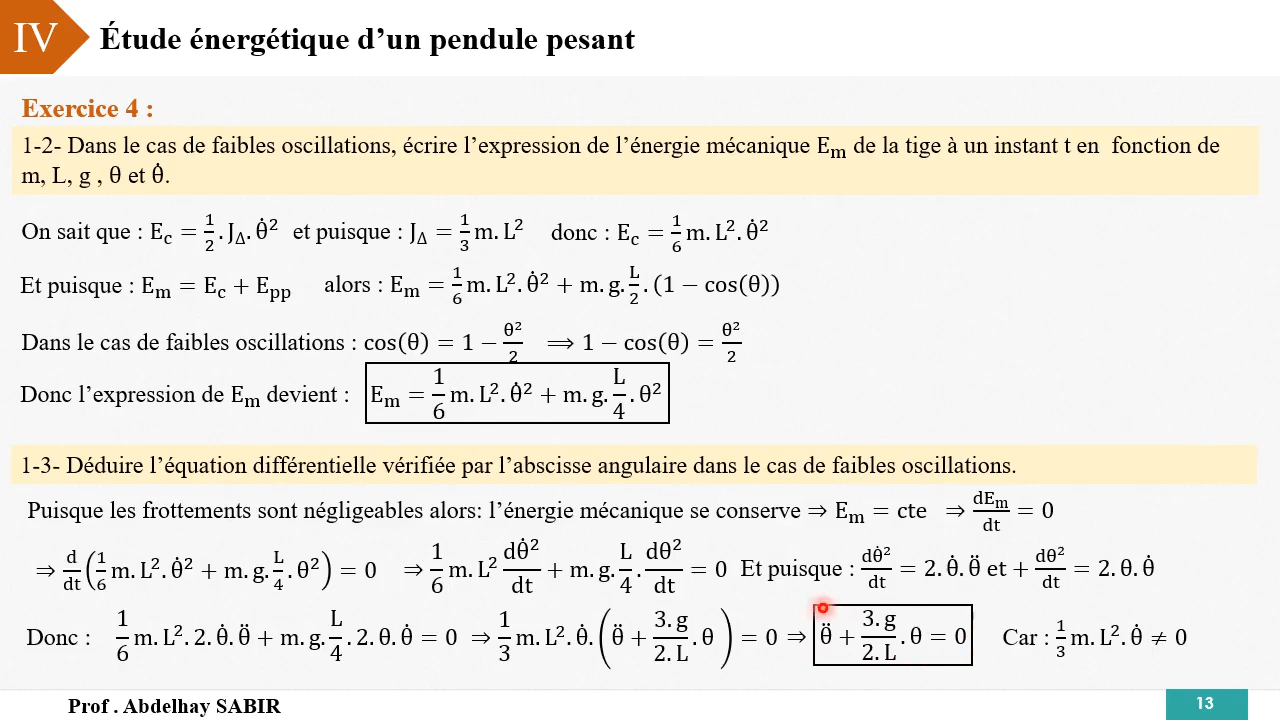 IV
Étude énergétique d’un pendule pesant
Exercice 4 :
1-2- Dans le cas de faibles oscillations, écrire l’expression de l’énergie mécanique Eₘ de la tige à un instant t en fonction de
m, L, g , θ et θ̇.
On sait que : E_c = 1/2 . J_Δ. θ̇² et puisque : J_Δ = 1/3 m. L² donc : E_c = 1/6 m. L². θ̇²
Et puisque : Eₘ = E_c + E_pp alors : Eₘ = 1/6 m. L². θ̇² + m. g. L/2 . (1 − cos(θ))
Dans le cas de faibles oscillations : cos(θ) = 1 − θ²/2 ⟹ 1 − cos(θ) = θ²/2
Donc l’expression de Eₘ devient : Eₘ = 1/6 m. L². θ̇² + m. g. L/4 . θ²
1-3- Déduire l’équation différentielle vérifiée par l’abscisse angulaire dans le cas de faibles oscillations.
Puisque les frottements sont négligeables alors: l’énergie mécanique se conserve ⇒ Eₘ = cte ⇒ dEₘ/dt = 0
⇒ d/dt (1/6 m. L². θ̇² + m. g. L/4 . θ²) = 0 ⇒ 1/6 m. L² dθ̇²/dt + m. g. L/4 . dθ²/dt = 0 Et puisque : dθ̇²/dt = 2. θ̇. θ̈ et + dθ²/dt = 2. θ. θ̇
Donc : 1/6 m. L². 2. θ̇. θ̈ + m. g. L/4 . 2. θ. θ̇ = 0 ⇒ 1/3 m. L². θ̇. (θ̈ + 3. g/2. L . θ) = 0 ⇒ θ̈ + 3. g/2. L . θ = 0 Car : 1/3 m. L². θ̇ ≠ 0
Prof . Abdelhay SABIR
13